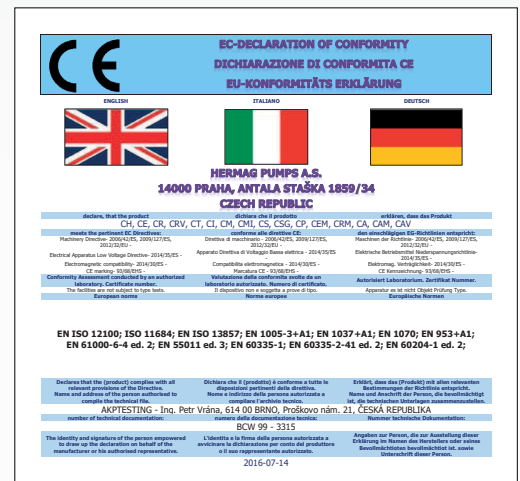 CE
EC-DECLARATION OF CONFORMITY
DICHIARAZIONE DI CONFORMITA CE
EU-KONFORMITÄTS ERKLÄRUNG
ENGLISH ITALIANO DEUTSCH
HERMAG PUMPS A.S.
14000 PRAHA, ANTALA STAŠKA 1859/34
CZECH REPUBLIC
declare, that the product dichiara che il prodotto erklären, dass das Produkt
CH, CE, CR, CRV, CT, CI, CM, CMI, CS, CSG, CP, CEM, CRM, CA, CAM, CAV
meets the pertinent EC Directives: conforme alle direttive CE: den einschlägigen EG-Richtlinien entspricht:
Machinery Directive- 2006/42/ES, 2009/127/ES, Direttiva di macchinario - 2006/42/ES, 2009/127/ES, Maschinen der Richtlinie- 2006/42/ES, 2009/127/ES,
2012/32/EU - 2012/32/EU - 2012/32/EU -
Electrical Apparatus Low Voltage Directive- 2014/35/ES - Apparato Direttiva di Voltaggio Basse elettrica - 2014/35/ES Elektrische Betriebsmittel Niederspannungsrichtlinie-
2014/35/ES -
Electromagnetic compatibility- 2014/30/ES - Compatibilita elettromagnetica - 2014/30/ES - Elektromag. Verträglichkeit- 2014/30/ES -
CE marking- 93/68/EHS - Marcatura CE - 93/68/EHS - CE Kennzeichnung- 93/68/EHS -
Conformity Assessment conducted by an authorized Valutazione della conformita svolte da un Autorisiert Laboratorium. Zertifikat Nummer.
laboratory. Certificate number. laboratorio autorizzato. Numero di certificato.
The facilities are not subject to type tests. Il dispositivo non e soggetta a prove di tipo. Apparatur es ist nicht Objekt Prüfung Type.
European norms Norme europee Europäische Normen
EN ISO 12100; ISO 11684; EN ISO 13857; EN 1005-3+A1; EN 1037+A1; EN 1070; EN 953+A1;
EN 61000-6-4 ed. 2; EN 55011 ed. 3; EN 60335-1; EN 60335-2-41 ed. 2; EN 60204-1 ed. 2;
Declares that the (product) complies with all Dichiara che il (prodotto) é conforme a tutte le Erklärt, dass das (Produkt) mit alien relevanten
relevant provisions of the Directive. disposizioni pertinenti della direttiva. Bestimmungen der Richtlinie entspricht.
Name and address of the person authorised to Nome e indirizzo della persona autorizzata a Name und Anschrift der Person, die bevollmächtigt
compile the technical file. compilare l'archivio tecnico. ist, die technischen Unterlagen zusammenzustellen.
AKPTESTING - Ing. Petr Vrána, 614 00 BRNO, Proškovo nám. 21, ČESKÁ REPUBLIKA
number of technical documentation: numero della documentazione tecnica: Nummer technische Dokumentation:
BCW 99 - 3315
The identity and signature of the person empowered L'identita e la firma della persona autorizzata a Angaben zur Person, die zur Ausstellung dieser
to draw up the declaration on behalf of the avvicinare la dichiarazione per conto del produttore Erklärung im Namen des Herstellers oder seines
manufacturer or his authorised representative. o il suo rappresentante autorizzato. Bevollmächtigten bevollmächtigt ist. sowie
Unterschrift dieser Person.
2016-07-14